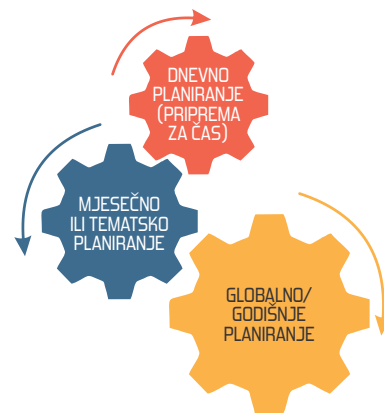 DNEVNO
PLANIRANJE
(PRIPREMA
ZA ČAS)
MJESEČNO
ILI TEMATSKO
PLANIRANJE
GLOBALNO/
GODIŠNJE
PLANIRANJE